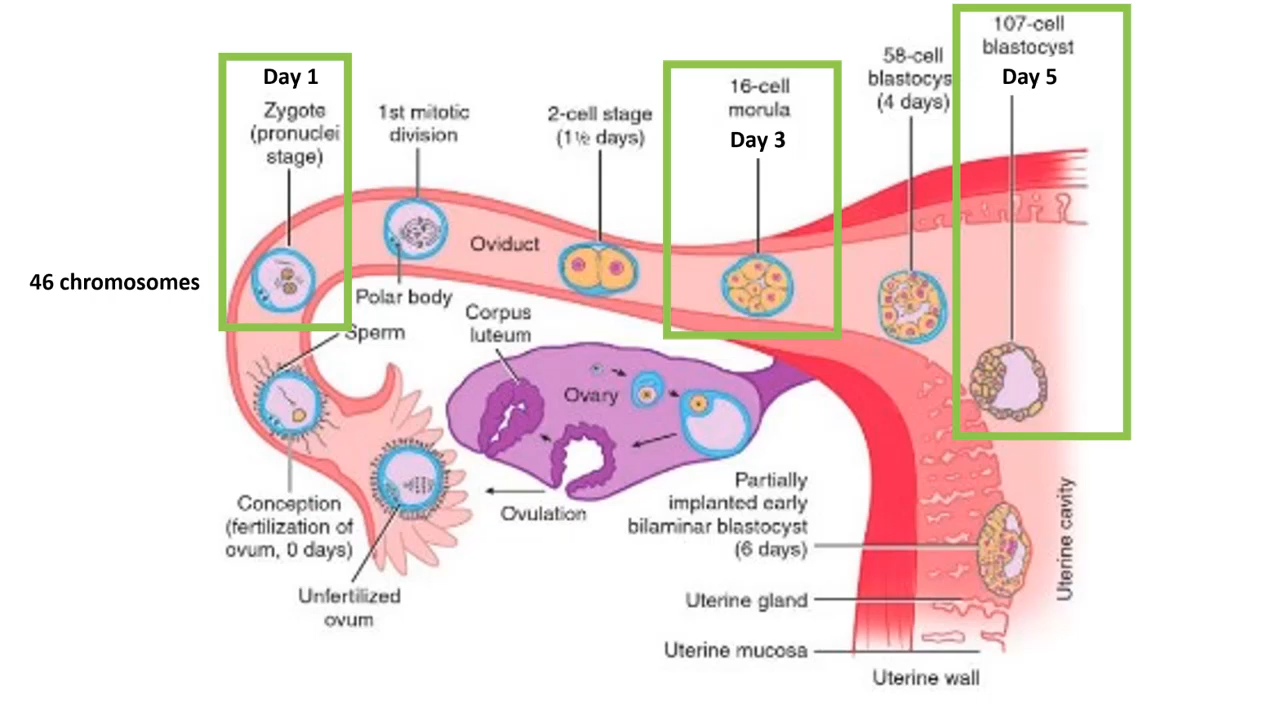 Day 1
Zygote
(pronuclei
stage)
1st mitotic
division
2-cell stage
(1½ days)
16-cell
morula
Day 3
58-cell
blastocys
(4 days)
107-cell
blastocyst
Day 5
46 chromosomes
Oviduct
Polar body
Sperm
Corpus
luteum
Ovary
Conception
(fertilization of
ovum, 0 days)
Ovulation
Unfertilized
ovum
Partially
implanted early
bilaminar blastocyst
(6 days)
Uterine gland
Uterine mucosa
Uterine wall
Uterine cavity